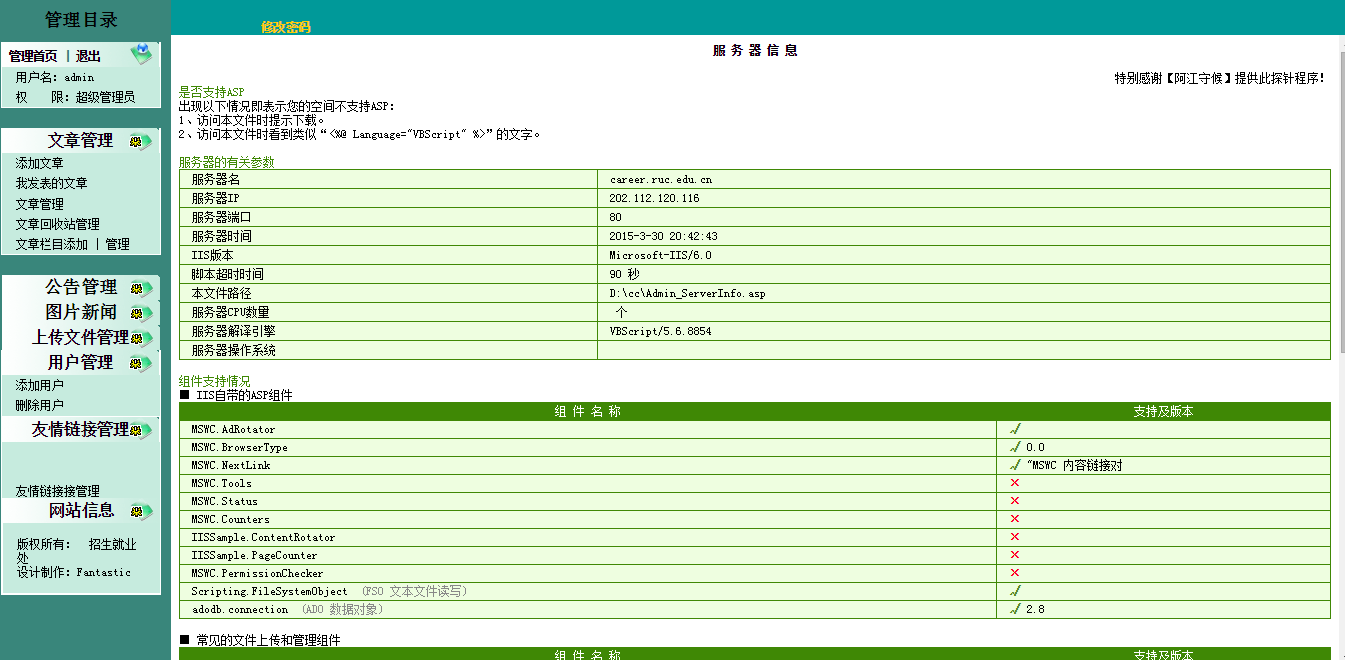 管理目录
管理首页 | 退出
用户名: admin
权 限: 超级管理员
文章管理
添加文章
我发表的文章
文章管理
文章回收站管理
文章栏目添加 | 管理
公告管理
图片新闻
上传文件管理
用户管理
添加用户
删除用户
友情链接管理
友情链接接管理
网站信息
版权所有: 招生就业
处
设计制作: Fantastic
修改密码
服 务 器 信 息
特别感谢【阿江守候】提供此探针程序!
是否支持ASP
出现以下情况即表示您的空间不支持ASP:
1、访问本文件时提示下载。
2、访问本文件时看到类似“<%@ Language="VBScript" %>”的文字。
服务器的有关参数
服务器名 career.ruc.edu.cn
服务器IP 202.112.120.116
服务器端口 80
服务器时间 2015-3-30 20:42:43
IIS版本 Microsoft-IIS/6.0
脚本超时时间 90 秒
本文件路径 D:\cc\Admin_ServerInfo.asp
服务器CPU数量 个
服务器解译引擎 VBScript/5.6.8854
服务器操作系统
组件支持情况
■ IIS自带的ASP组件
组 件 名 称 支持及版本
MSWC.AdRotator √
MSWC.BrowserType √ 0.0
MSWC.NextLink √ "MSWC 内容链接对
MSWC.Tools ×
MSWC.Status ×
MSWC.Counters ×
IISSample.ContentRotator ×
IISSample.PageCounter ×
MSWC.PermissionChecker ×
Scripting.FileSystemObject (FSO 文本文件读写) √
adodb.connection (ADO 数据对象) √ 2.8
■ 常见的文件上传和管理组件
组 件 名 称 支持及版本